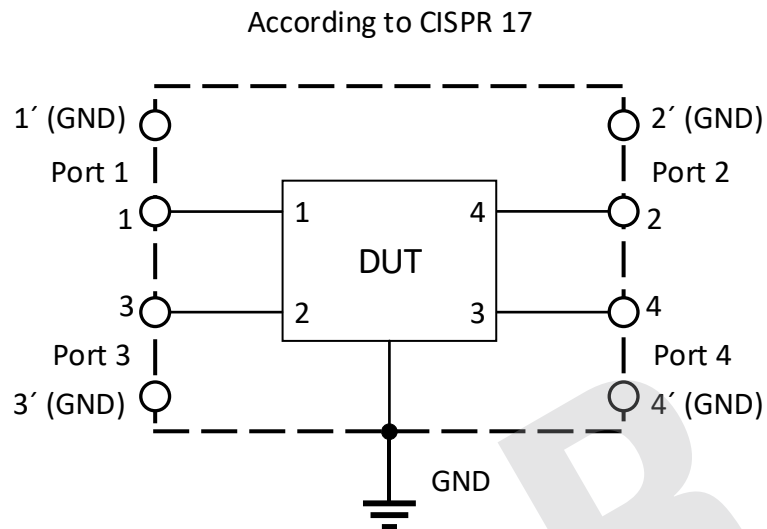 According to CISPR 17
1´ (GND) 2´ (GND)
Port 1 Port 2
1 1 4 2
DUT
3 2 3 4
Port 3 Port 4
3´ (GND) 4´ (GND)
GND